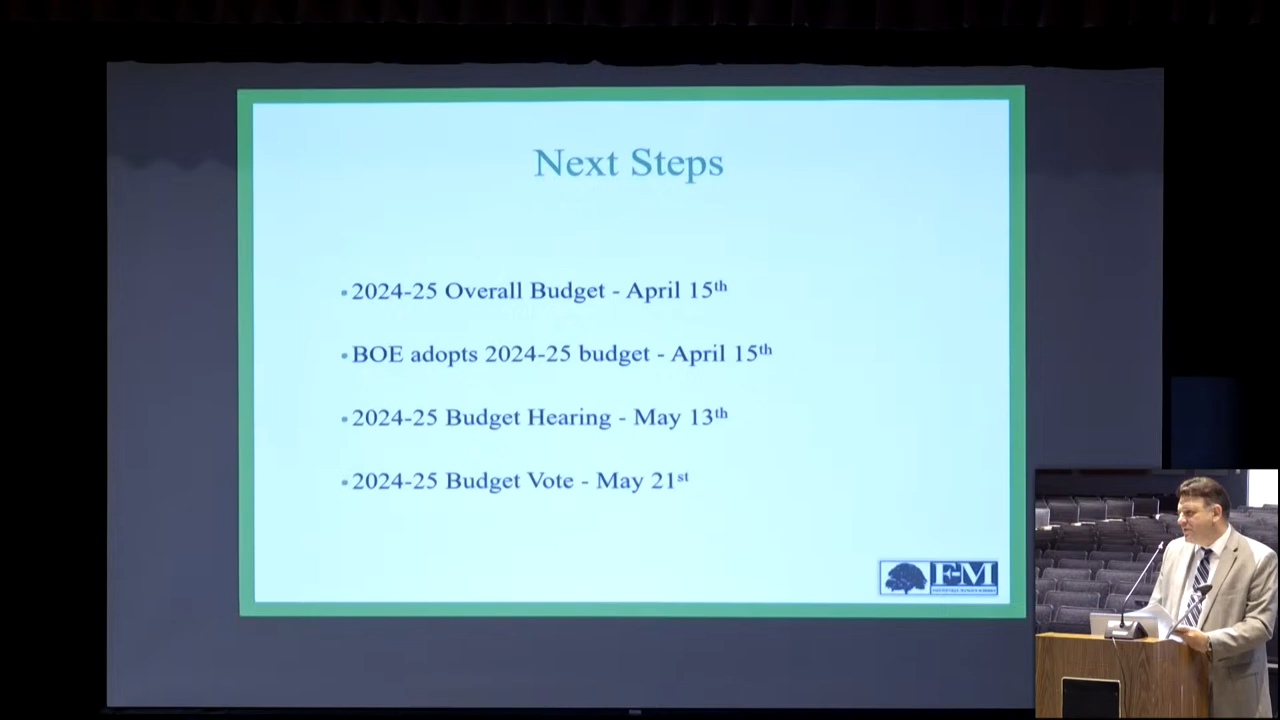 Next Steps
▪2024-25 Overall Budget - April 15th
▪BOE adopts 2024-25 budget - April 15th
▪2024-25 Budget Hearing - May 13th
▪2024-25 Budget Vote - May 21st
F-M